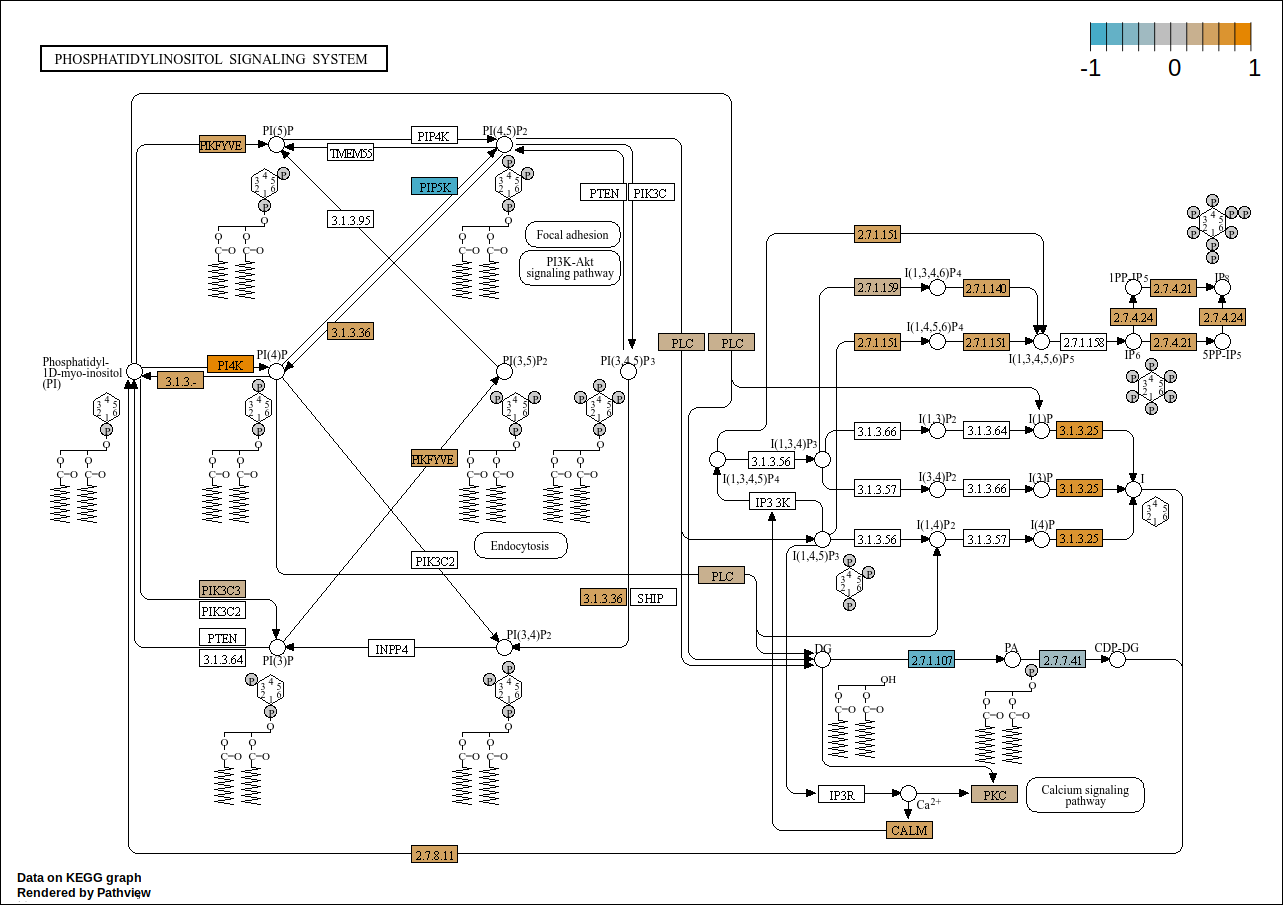 PHOSPHATIDYLINOSITOL SIGNALING SYSTEM
-1 0 1
PI(5)P
PI(4,5)P2
PIKFYVE
PIP4K
TMEM55
PIP5K
PTEN
PIK3C
3.1.3.95
Focal adhesion
PI3K-Akt
signaling pathway
2.7.1.151
I(1,3,4,6)P4
2.7.1.159
2.7.1.140
1PP-IP5
2.7.4.21
IP8
2.7.4.24
2.7.4.24
3.1.3.36
I(1,4,5,6)P4
2.7.1.151
2.7.1.151
2.7.1.158
2.7.4.21
PLC
PLC
I(1,3,4,5,6)P5
IP6
5PP-IP5
Phosphatidyl-
1D-myo-inositol
(PI)
PI4K
PI(4)P
3.1.3.-
PI(3,5)P2
PI(3,4,5)P3
I(1,3)P2
I(1)P
3.1.3.66
3.1.3.64
3.1.3.25
I(1,3,4)P3
3.1.3.56
PIKFYVE
I(1,3,4,5)P4
I(3,4)P2
I(3)P
I
3.1.3.57
3.1.3.66
3.1.3.25
IP3 3K
I(1,4)P2
I(4)P
3.1.3.56
3.1.3.57
3.1.3.25
I(1,4,5)P3
Endocytosis
PIK3C2
PLC
PIK3C3
PIK3C2
3.1.3.36
SHIP
PTEN
3.1.3.64
PI(3)P
INPP4
PI(3,4)P2
DG
2.7.1.107
PA
2.7.7.41
CDP-DG
OH
IP3R
Ca2+
PKC
Calcium signaling
pathway
CALM
2.7.8.11
Data on KEGG graph
Rendered by Pathview